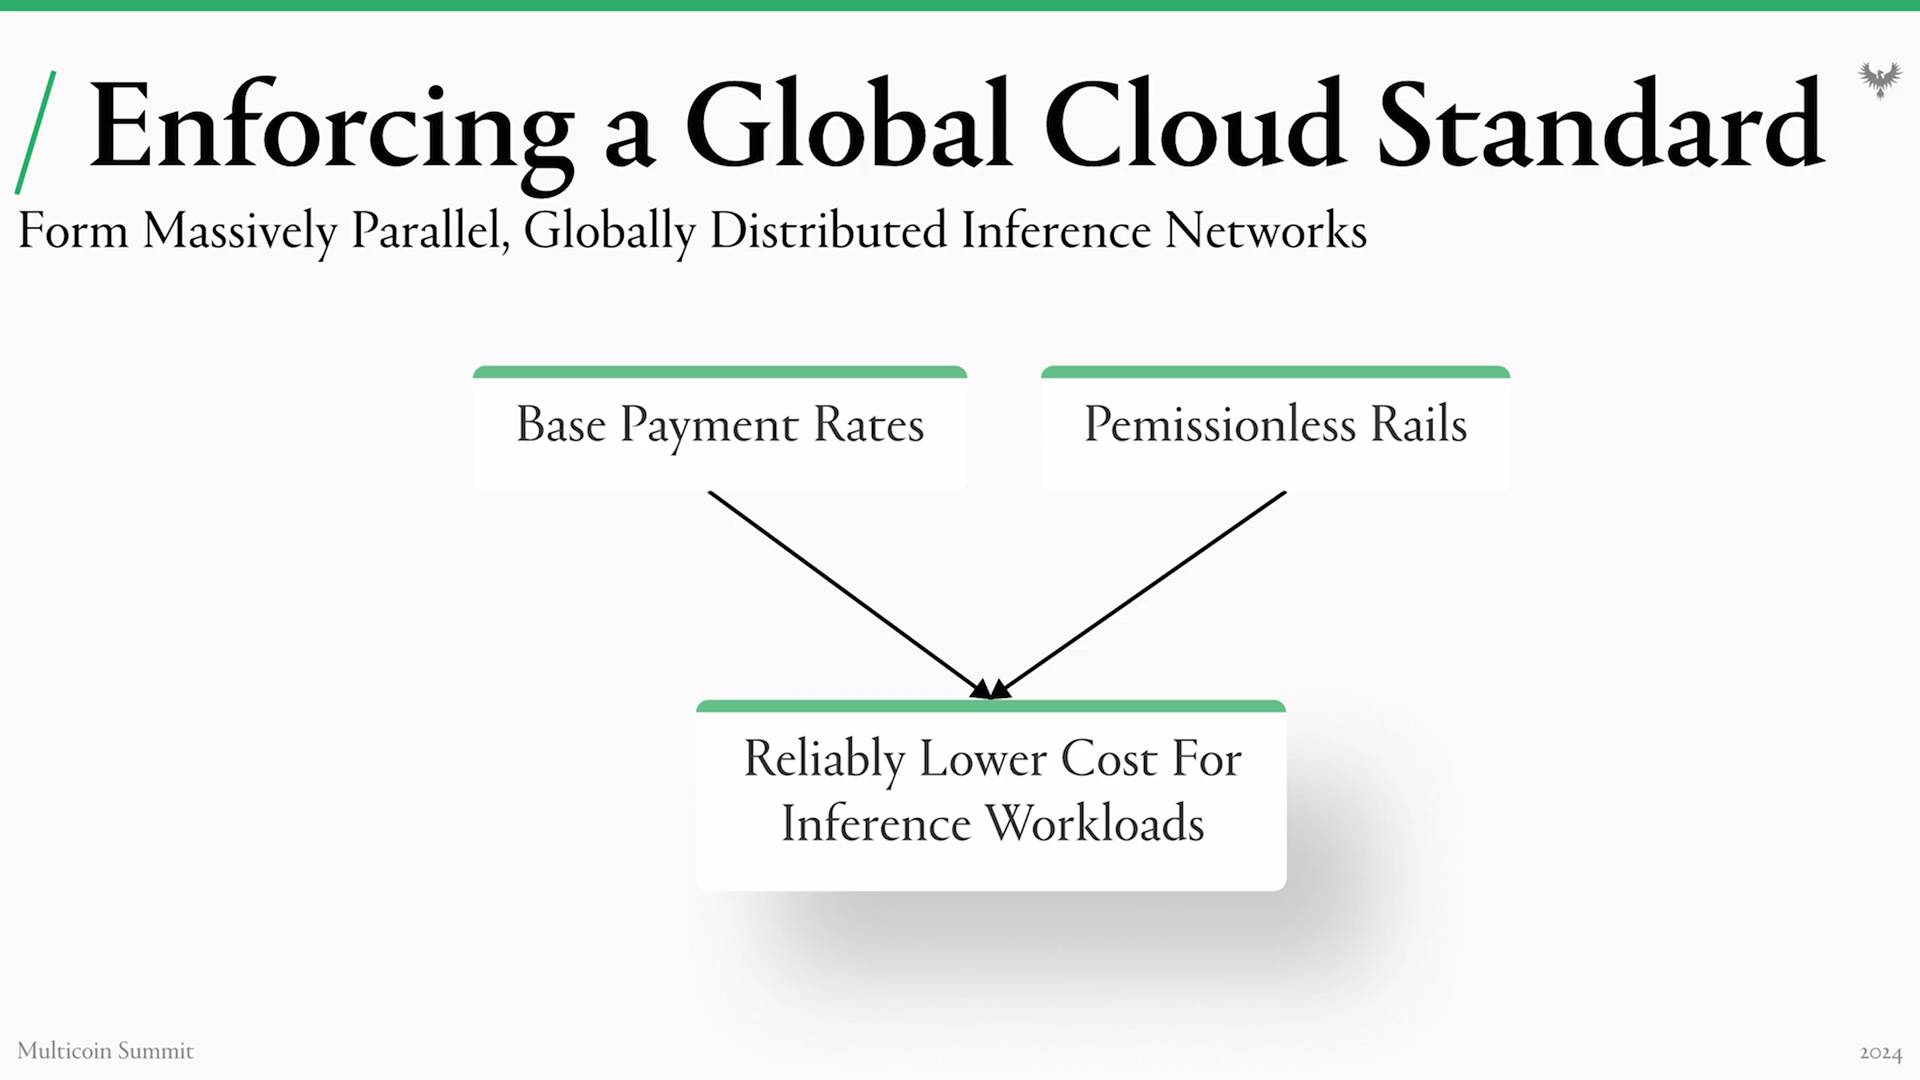 / Enforcing a Global Cloud Standard
Form Massively Parallel, Globally Distributed Inference Networks
Base Payment Rates
Pemissionless Rails
Reliably Lower Cost For
Inference Workloads
Multicoin Summit
2024